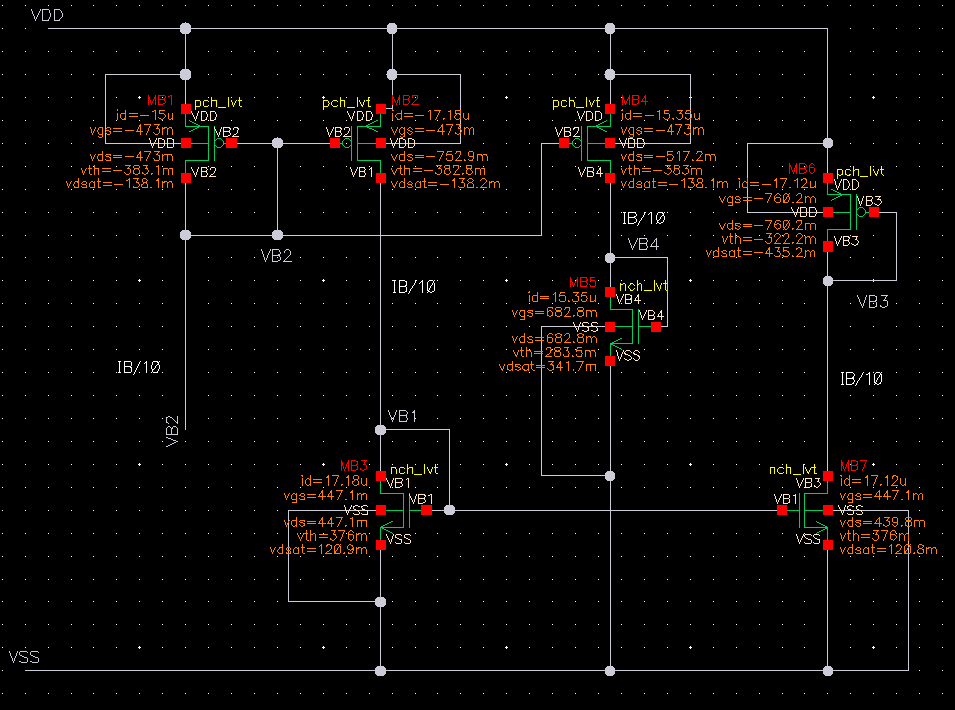 VDD
MB1
pch_lvt
VDD
id=-15u
vgs=-473m
VB2
VDD
vds=-473m
vth=-383.1m
VB2
vdsat=-138.1m
pch_lvt
MB2
VDD
id=-17.18u
vgs=-473m
VB2
VDD
vds=-752.9m
vth=-382.8m
VB1
vdsat=-138.2m
pch_lvt
MB4
VDD
id=-15.35u
vgs=-473m
VB2
VDD
vds=-517.2m
vth=-383m
VB4
vdsat=-138.1m
MB6
pch_lvt
id=-17.12u
VDD
vgs=-760.2m
VB3
VDD
vds=-760.2m
vth=-322.2m
VB3
vdsat=-435.2m
IB/10
VB2
VB4
MB5
nch_lvt
id=15.35u
VB4
vgs=682.8m
VB4
VSS
vds=682.8m
vth=283.5m
VSS
vdsat=341.7m
IB/10
VB3
IB/10
IB/10
VB2
VB1
MB3
nch_lvt
id=17.18u
VB1
vgs=447.1m
VB1
VSS
vds=447.1m
vth=376m
VSS
vdsat=120.9m
nch_lvt
MB7
VB3
id=17.12u
vgs=447.1m
VB1
VSS
vds=439.8m
vth=376m
VSS
vdsat=120.8m
VSS